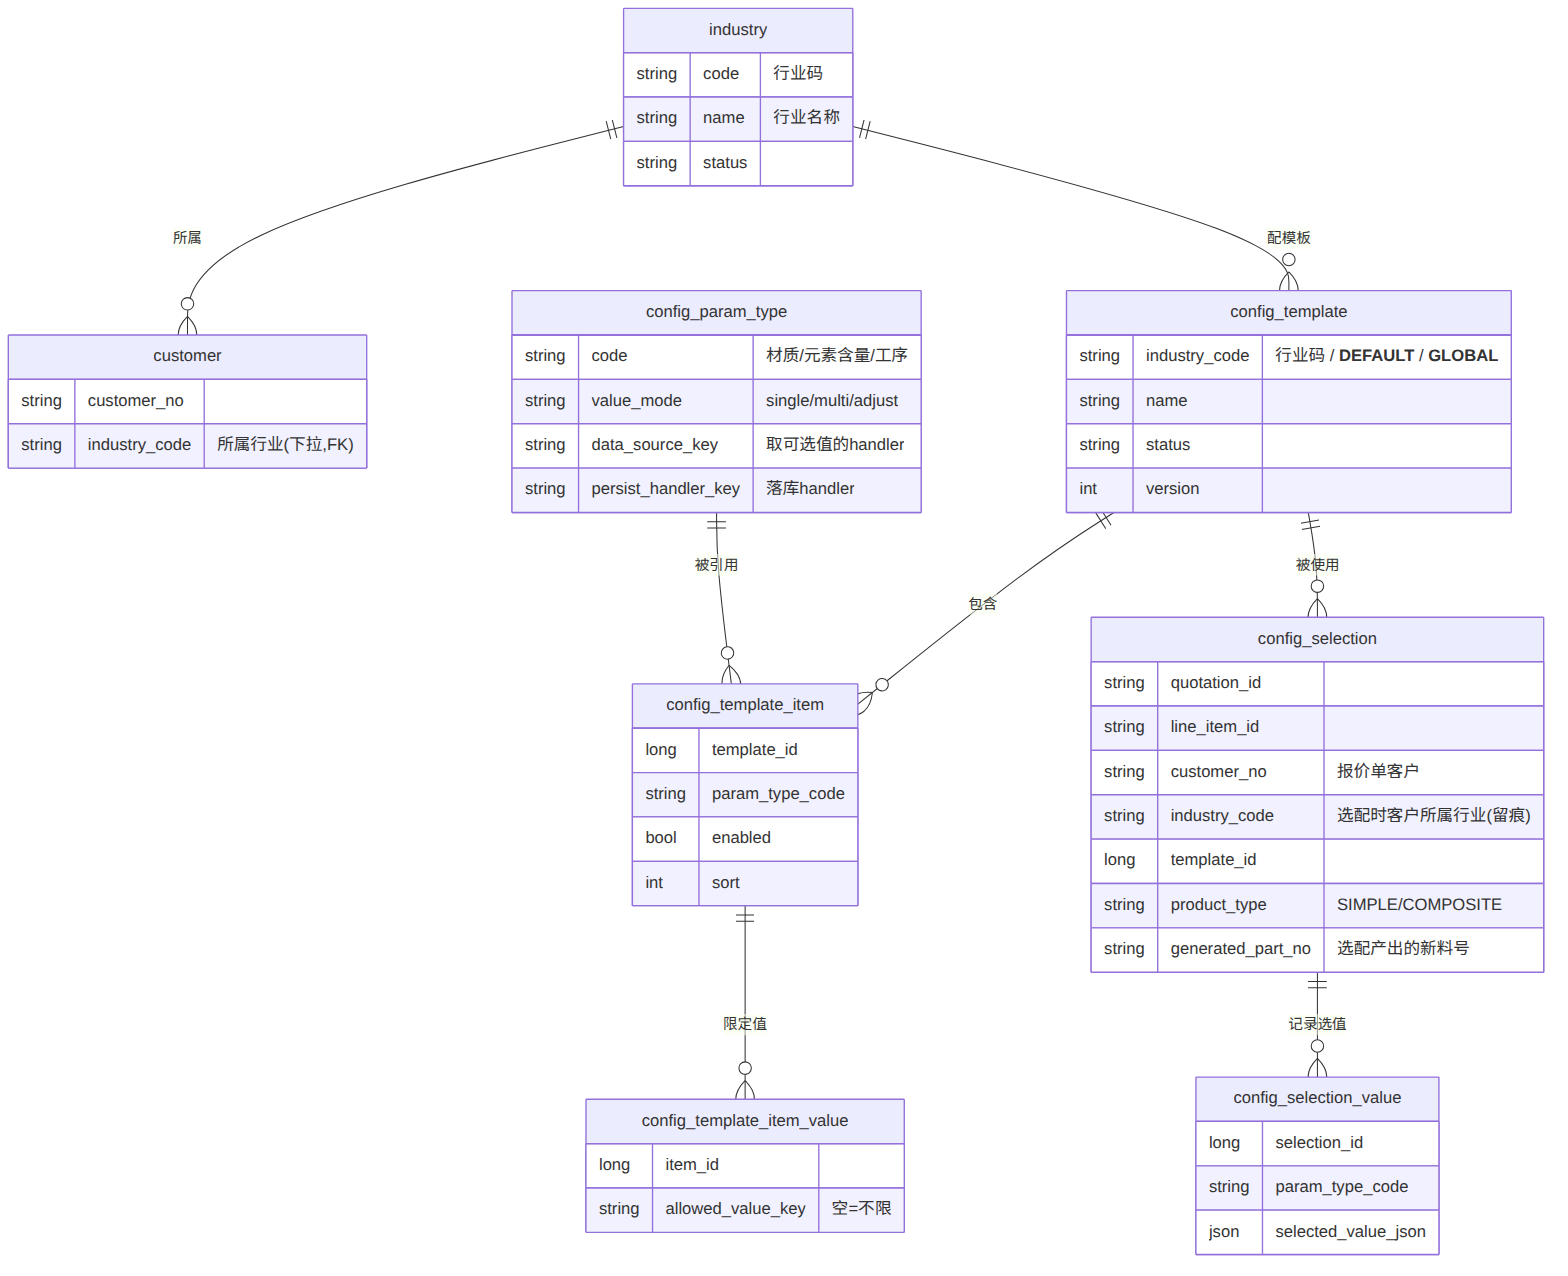 industry
string code 行业码
string name 行业名称
string status
所属
配模板
customer
string customer_no
string industry_code 所属行业(下拉,FK)
config_param_type
string code 材质/元素含量/工序
string value_mode single/multi/adjust
string data_source_key 取可选值的handler
string persist_handler_key 落库handler
config_template
string industry_code 行业码 / DEFAULT / GLOBAL
string name
string status
int version
被引用
包含
被使用
config_template_item
long template_id
string param_type_code
bool enabled
int sort
config_selection
string quotation_id
string line_item_id
string customer_no 报价单客户
string industry_code 选配时客户所属行业(留痕)
long template_id
string product_type SIMPLE/COMPOSITE
string generated_part_no 选配产出的新料号
限定值
记录选值
config_template_item_value
long item_id
string allowed_value_key 空=不限
config_selection_value
long selection_id
string param_type_code
json selected_value_json